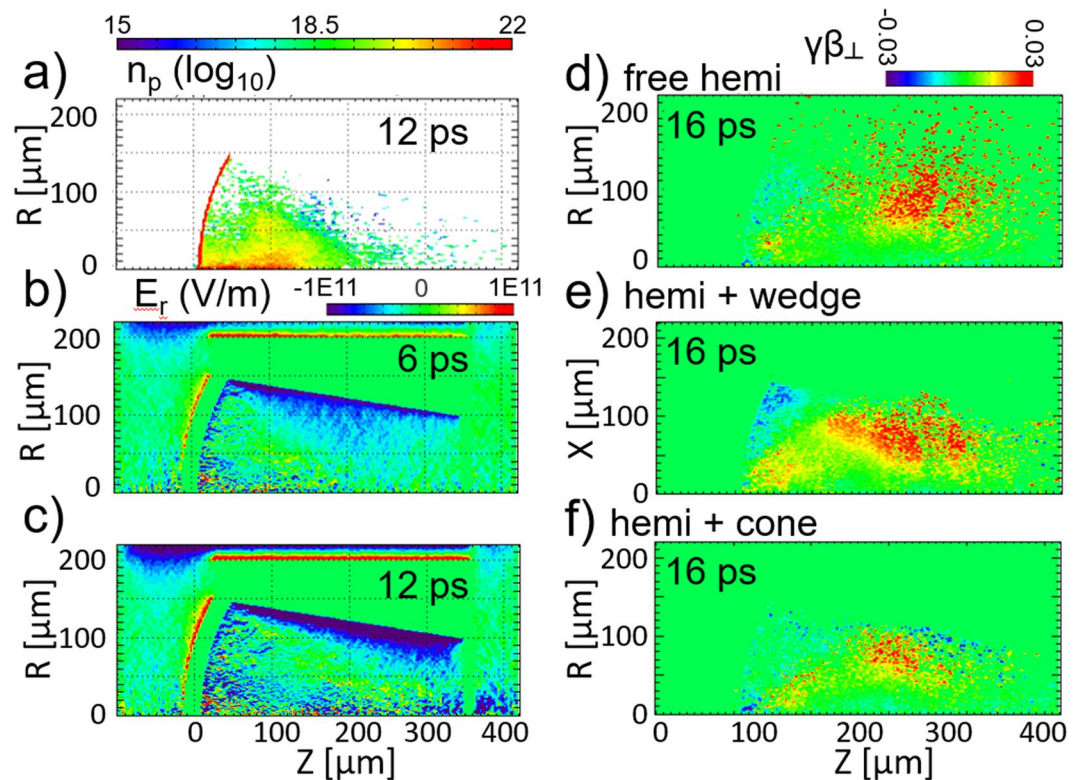 15 18.5 22
a) nₚ (log₁₀)
12 ps
R [μm]
200
100
0
b) Eᵣ (V/m) -1E11 0 1E11
6 ps
R [μm]
200
100
0
c)
12 ps
R [μm]
200
100
0
0 100 200 300 400
Z [μm]
γβ⊥ -0.03 0.03
d) free hemi
16 ps
R [μm]
200
100
0
e) hemi + wedge
16 ps
X [μm]
200
100
0
f) hemi + cone
16 ps
R [μm]
200
100
0
0 100 200 300 400
Z [μm]